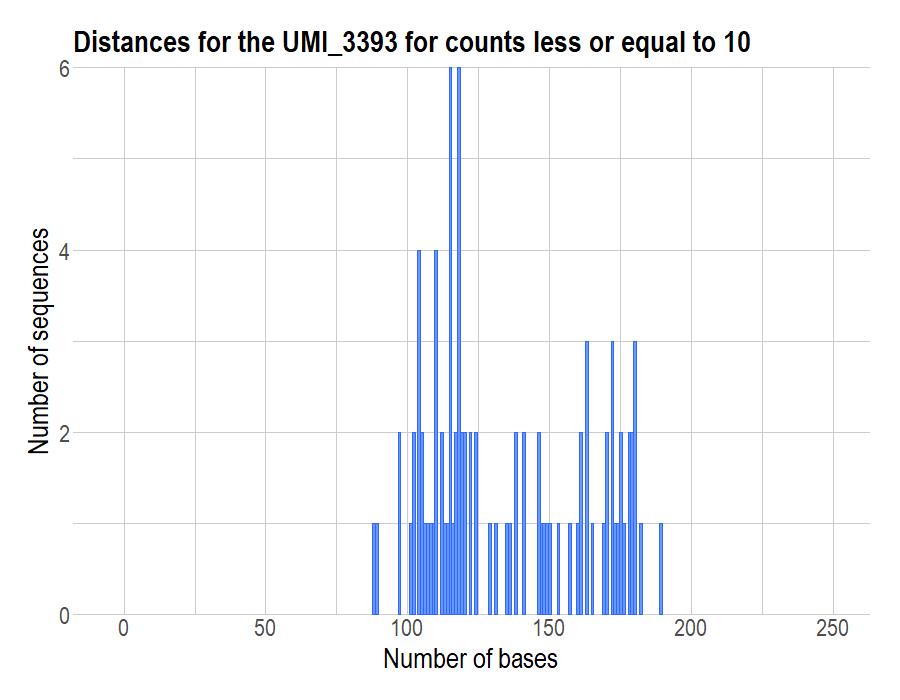 Distances for the UMI_3393 for counts less or equal to 10
6
4
2
0
Number of sequences
0 50 100 150 200 250
Number of bases